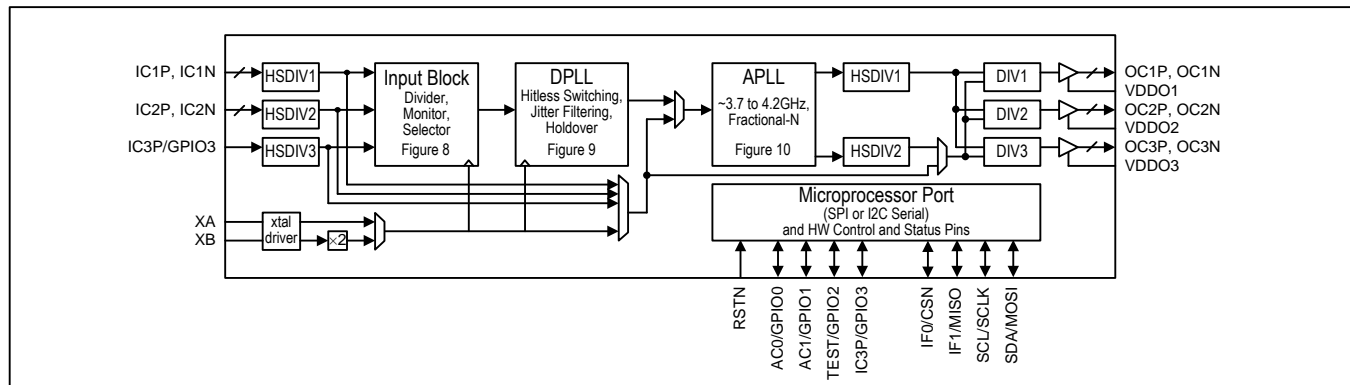 IC1P, IC1N
HSDIV1
IC2P, IC2N
HSDIV2
IC3P/GPIO3
HSDIV3
XA
XB
xtal
driver
×2
Input Block
Divider,
Monitor,
Selector
Figure 8
DPLL
Hitless Switching,
Jitter Filtering,
Holdover
Figure 9
APLL
~3.7 to 4.2GHz,
Fractional-N
Figure 10
HSDIV1
HSDIV2
DIV1
DIV2
DIV3
OC1P, OC1N
VDDO1
OC2P, OC2N
VDDO2
OC3P, OC3N
VDDO3
Microprocessor Port
(SPI or I2C Serial)
and HW Control and Status Pins
RSTN
AC0/GPIO0
AC1/GPIO1
TEST/GPIO2
IC3P/GPIO3
IF0/CSN
IF1/MISO
SCL/SCLK
SDA/MOSI